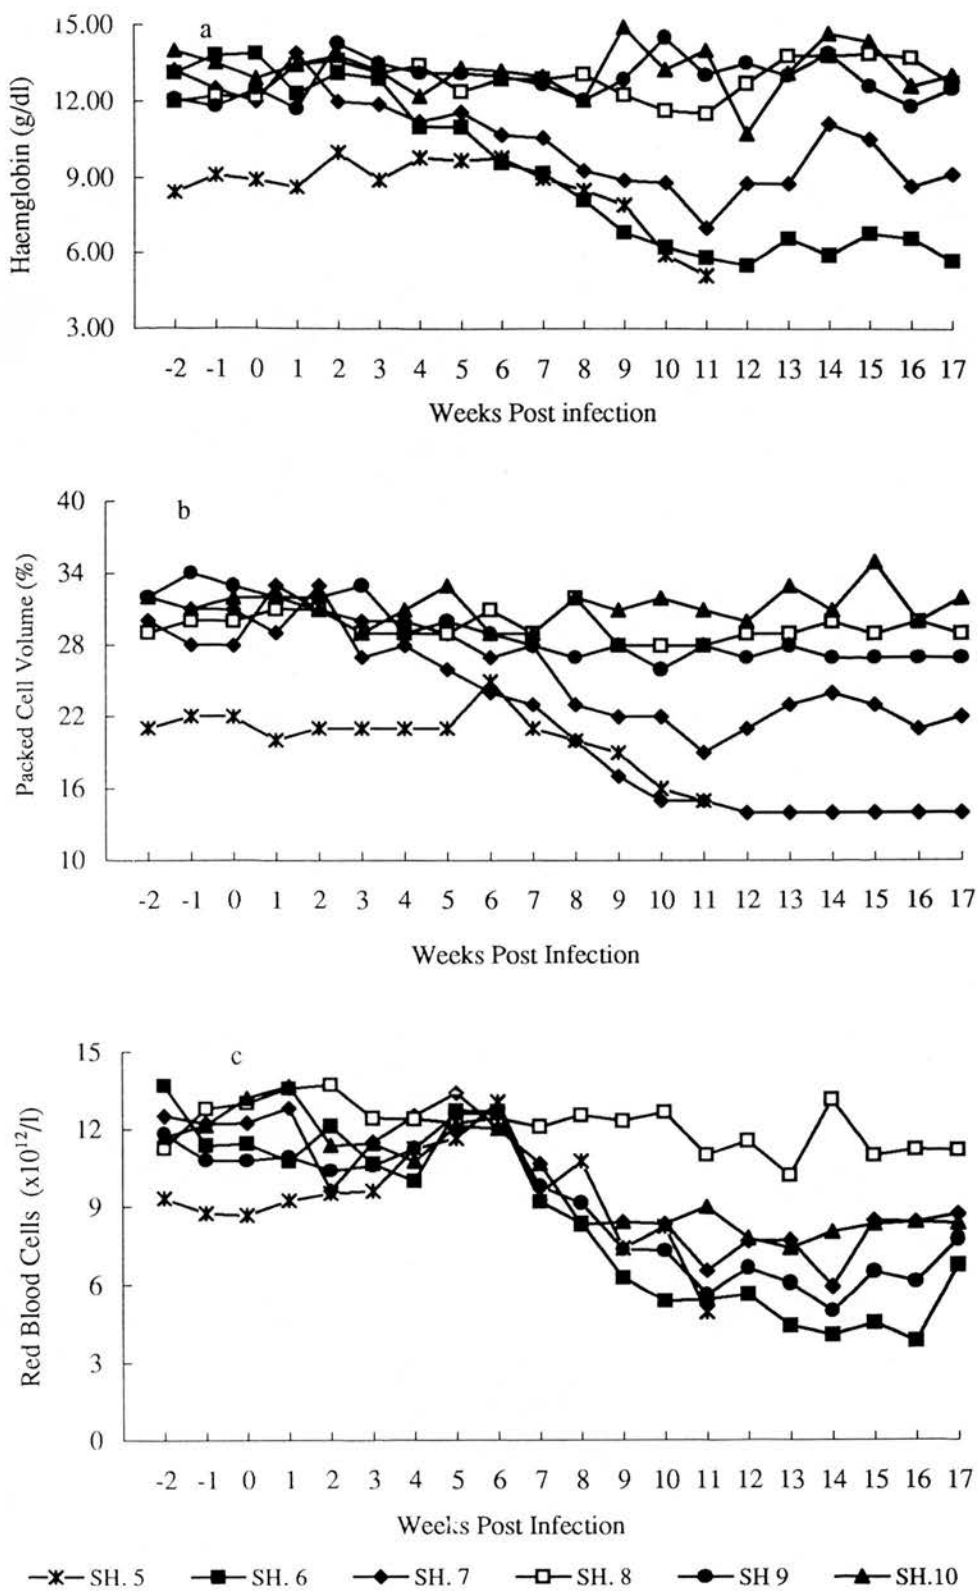 15.00
a
12.00
9.00
6.00
3.00
Haemglobin (g/dl)
-2 -1 0 1 2 3 4 5 6 7 8 9 10 11 12 13 14 15 16 17
Weeks Post infection
40
b
34
28
22
16
10
Packed Cell Volume (%)
-2 -1 0 1 2 3 4 5 6 7 8 9 10 11 12 13 14 15 16 17
Weeks Post Infection
15
c
12
9
6
3
0
Red Blood Cells (x10¹²/l)
-2 -1 0 1 2 3 4 5 6 7 8 9 10 11 12 13 14 15 16 17
Weeks Post Infection
SH. 5 SH. 6 SH. 7 SH. 8 SH 9 SH.10